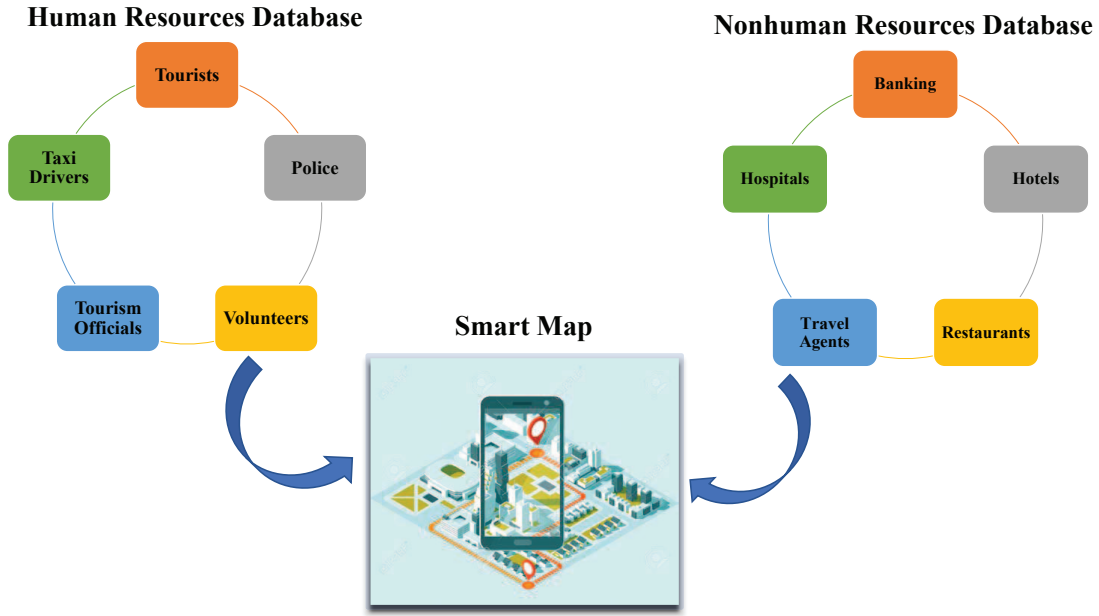 Human Resources Database
Tourists
Taxi
Drivers
Police
Tourism
Officials
Volunteers
Nonhuman Resources Database
Banking
Hospitals
Hotels
Travel
Agents
Restaurants
Smart Map